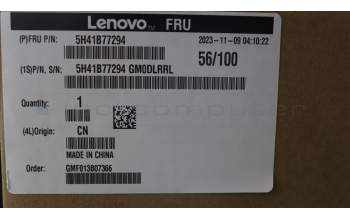 Lenovo FRU
(P)FRU P/N: 5H41B77294 2023-11-09 04:10:22
56/100
(1S)P/N, S/N: 5H41B77294 GM0DLRRL
Quantity: 1
(4L)Origin: CN
MADE IN CHINA
Order: GMF013B07366